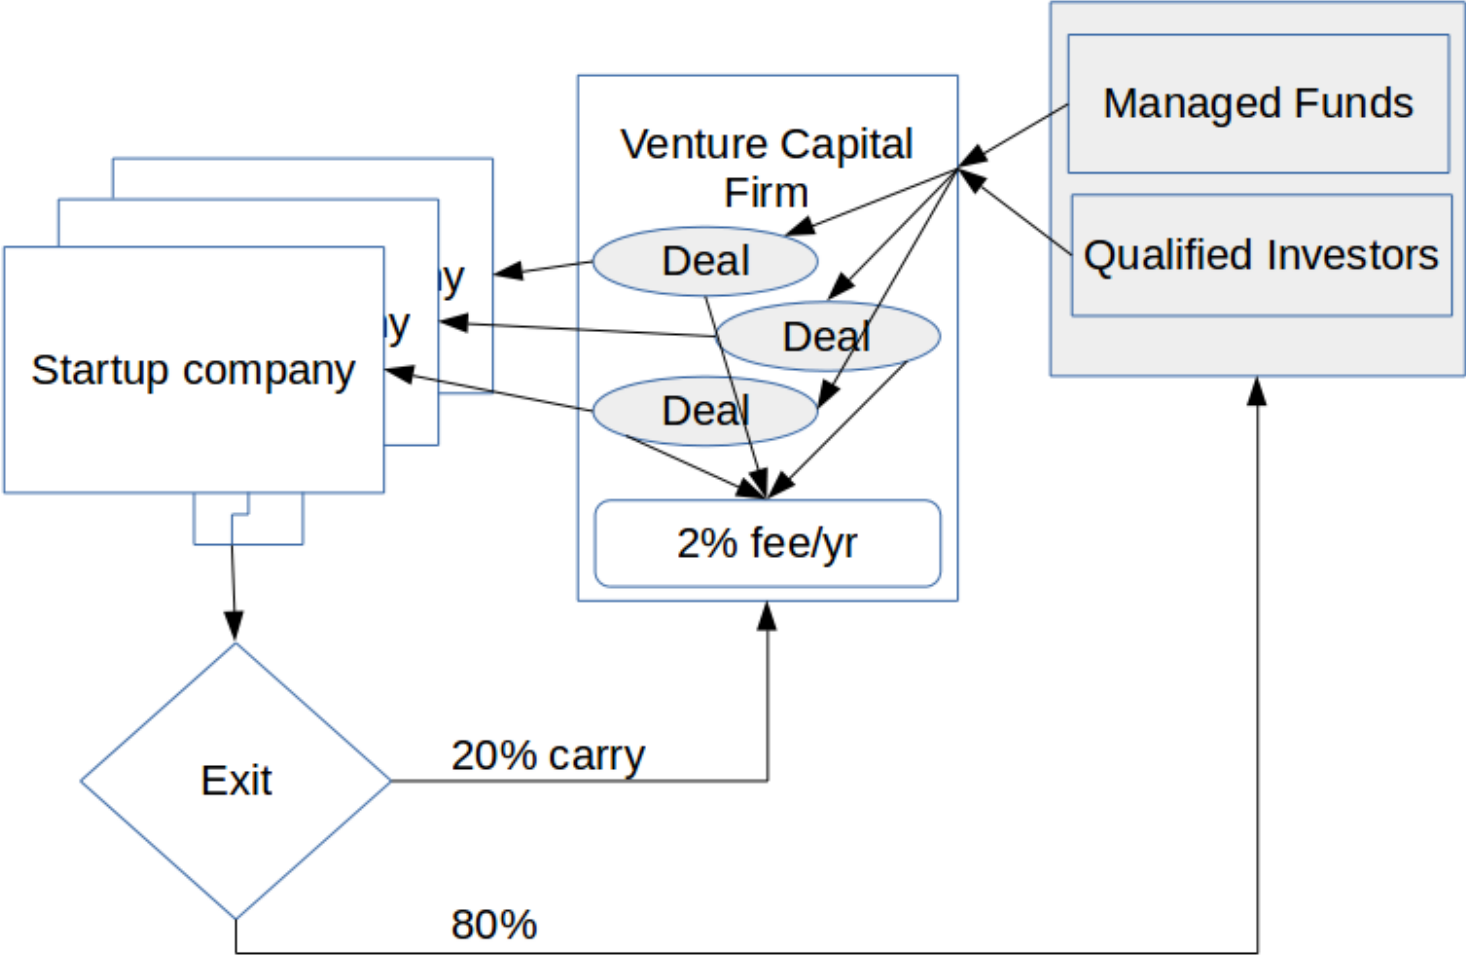 Managed Funds
Venture Capital
Firm
Qualified Investors
Deal
Deal
Deal
Startup company
ny
2% fee/yr
20% carry
Exit
80%